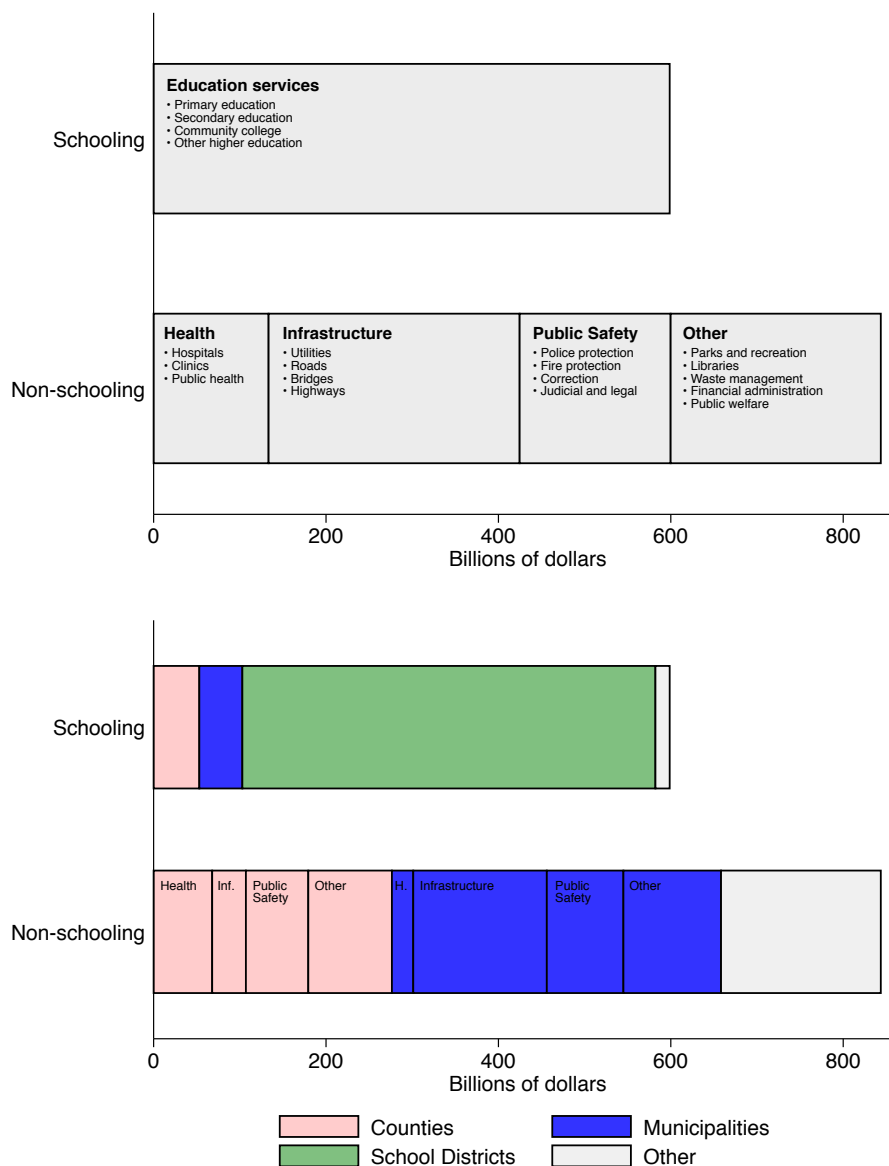 Education services
• Primary education
• Secondary education
• Community college
• Other higher education
Schooling
Health
• Hospitals
• Clinics
• Public health
Infrastructure
• Utilities
• Roads
• Bridges
• Highways
Public Safety
• Police protection
• Fire protection
• Correction
• Judicial and legal
Other
• Parks and recreation
• Libraries
• Waste management
• Financial administration
• Public welfare
Non-schooling
0 200 400 600 800
Billions of dollars
Schooling
Health
Inf.
Public
Safety
Other
H.
Infrastructure
Public
Safety
Other
Non-schooling
0 200 400 600 800
Billions of dollars
Counties
Municipalities
School Districts
Other